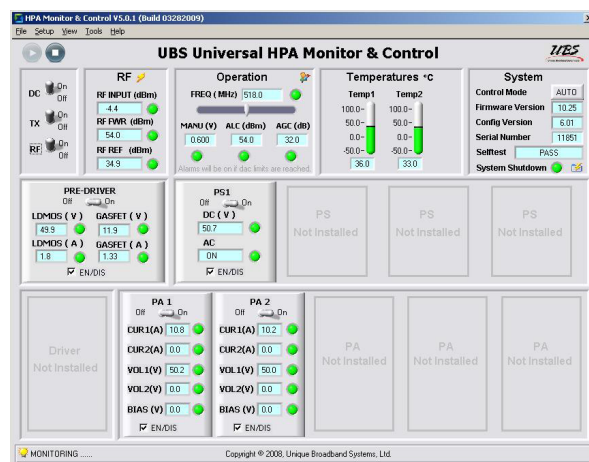 HPA Monitor & Control V5.0.1 (Build 03282009)
File Setup View Tools Help
UBS Universal HPA Monitor & Control
UBS
DC On Off
TX On Off
RF On Off
RF
RF INPUT (dBm)
-4.4
RF FWR (dBm)
54.0
RF REF (dBm)
34.9
Operation
FREQ ( MHz) 518.0
MANU (V) ALC (dBm) AGC (dB)
0.600 54.0 32.0
Alarms will be on if dac limits are reached.
Temperatures °C
Temp1 Temp2
100.0- 100.0-
50.0- 50.0-
0.0- 0.0-
-50.0- -50.0-
36.0 33.0
System
Control Mode AUTO
Firmware Version 10.25
Config Version 6.01
Serial Number 11851
Selftest PASS
System Shutdown
PRE-DRIVER
Off On
LDMOS ( V ) GASFET ( V )
49.9 11.9
LDMOS ( A ) GASFET ( A )
1.8 1.33
EN/DIS
PS1
Off On
DC ( V )
50.7
AC
ON
EN/DIS
PS
Not Installed
PS
Not Installed
PS
Not Installed
Driver
Not Installed
PA 1
Off On
CUR1(A) 10.8
CUR2(A) 0.0
VOL1(V) 50.2
VOL2(V) 0.0
BIAS (V) 0.0
EN/DIS
PA 2
Off On
CUR1(A) 10.2
CUR2(A) 0.0
VOL1(V) 50.0
VOL2(V) 0.0
BIAS (V) 0.0
EN/DIS
PA
Not Installed
PA
Not Installed
PA
Not Installed
MONITORING ......
Copyright © 2008, Unique Broadband Systems, Ltd.